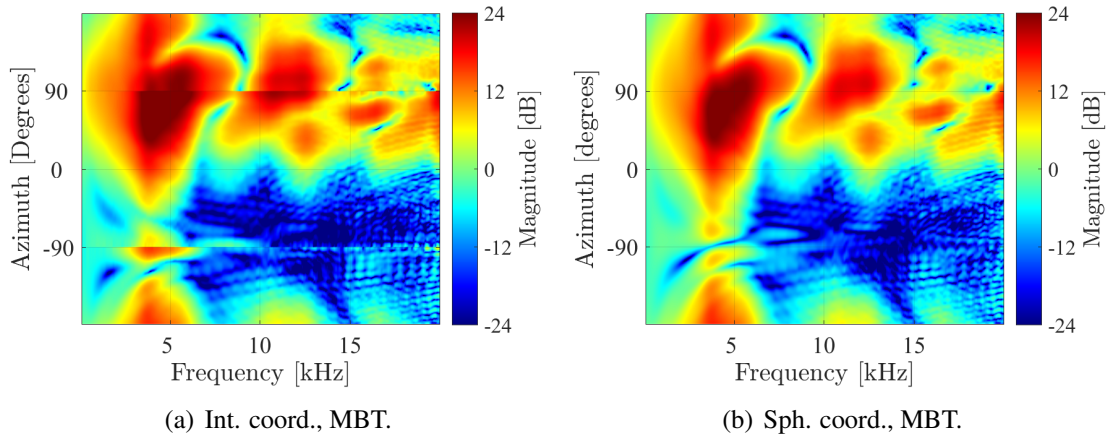 24
12
0
-12
-24
Magnitude [dB]
90
0
-90
Azimuth [Degrees]
5
10
15
Frequency [kHz]
(a) Int. coord., MBT.
24
12
0
-12
-24
Magnitude [dB]
90
0
-90
Azimuth [degrees]
5
10
15
Frequency [kHz]
(b) Sph. coord., MBT.